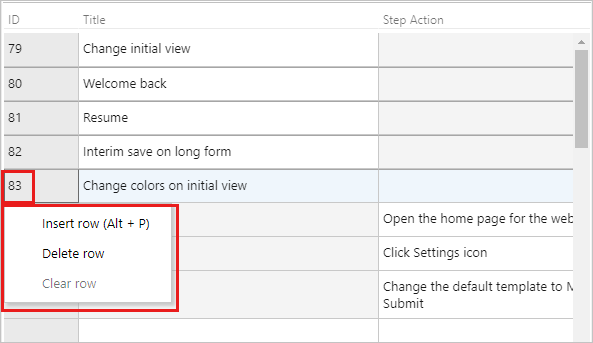 ID Title Step Action
79 Change initial view
80 Welcome back
81 Resume
82 Interim save on long form
83 Change colors on initial view
Insert row (Alt + P)
Delete row
Clear row
Open the home page for the web
Click Settings icon
Change the default template to M
Submit